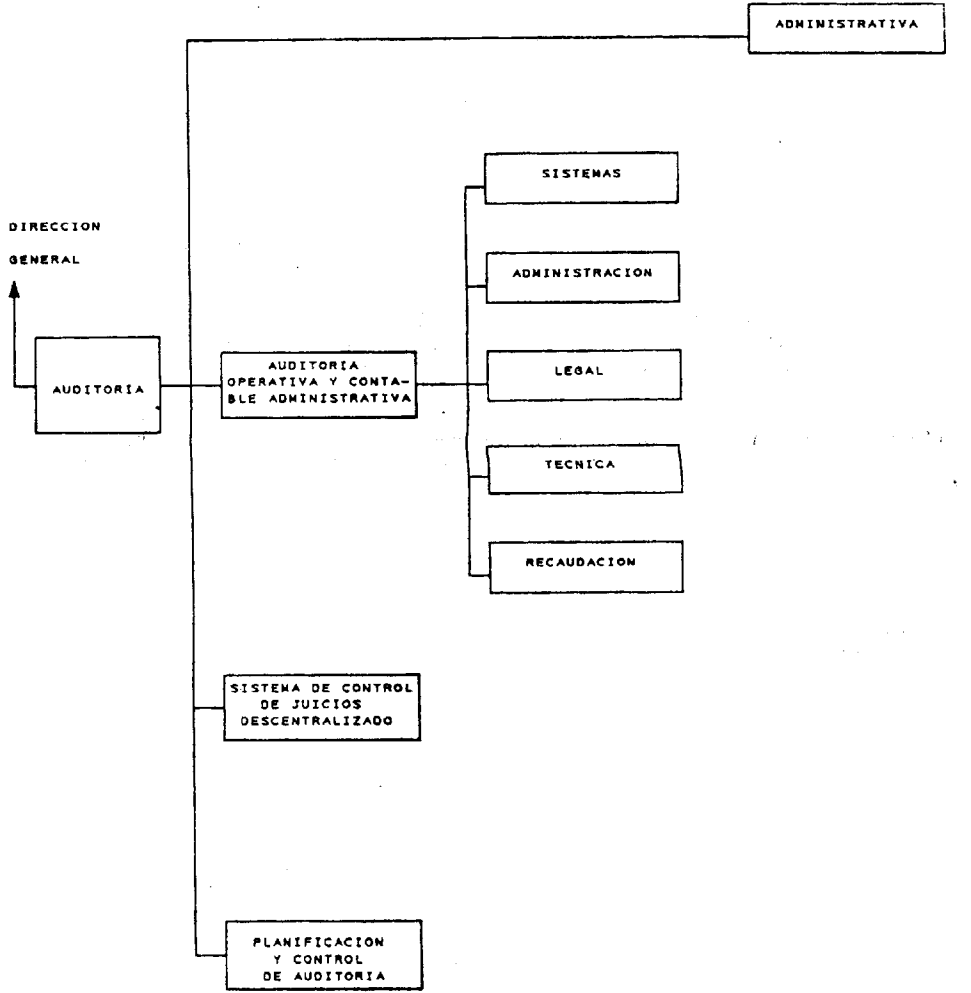 ADMINISTRATIVA
SISTEMAS
DIRECCION
GENERAL
ADMINISTRACION
AUDITORIA
AUDITORIA
OPERATIVA Y CONTA-
BLE ADMINISTRATIVA
LEGAL
TECNICA
RECAUDACION
SISTEMA DE CONTROL
DE JUICIOS
DESCENTRALIZADO
PLANIFICACION
Y CONTROL
DE AUDITORIA